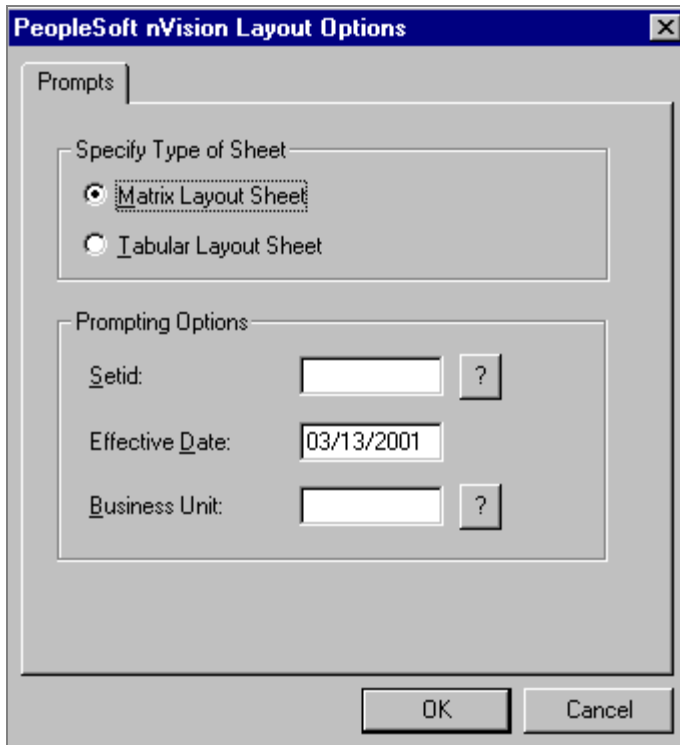 PeopleSoft nVision Layout Options
Prompts
Specify Type of Sheet
Matrix Layout Sheet
Tabular Layout Sheet
Prompting Options
Setid: ?
Effective Date: 03/13/2001
Business Unit: ?
OK Cancel